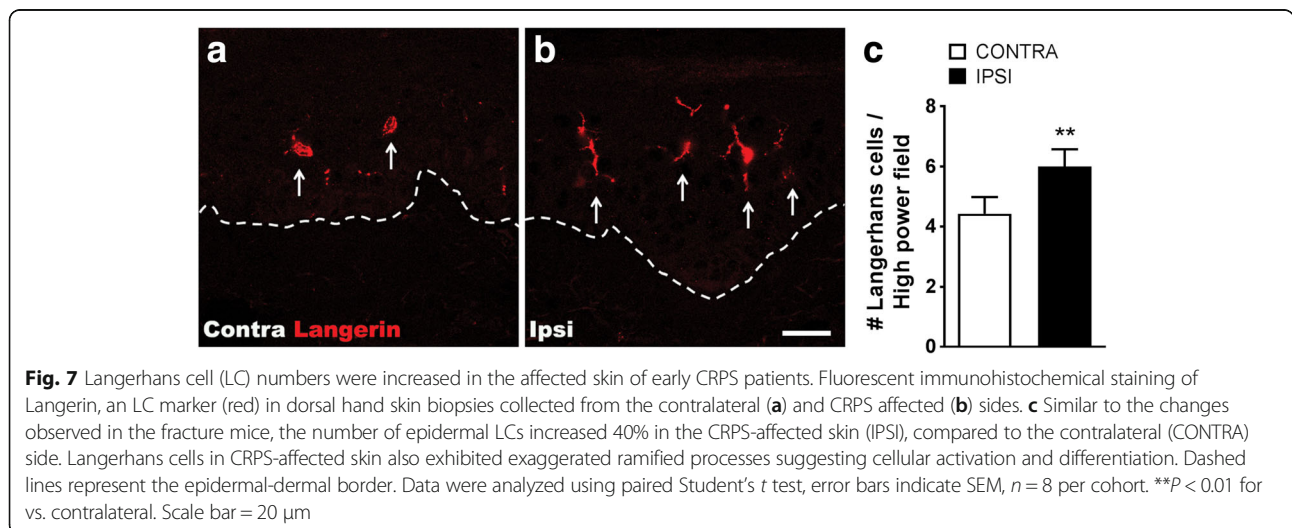 a
b
c
CONTRA
IPSI
# Langerhans cells /
High power field
8
6
4
2
0
**
Contra Langerin
Ipsi
Fig. 7 Langerhans cell (LC) numbers were increased in the affected skin of early CRPS patients. Fluorescent immunohistochemical staining of
Langerin, an LC marker (red) in dorsal hand skin biopsies collected from the contralateral (a) and CRPS affected (b) sides. c Similar to the changes
observed in the fracture mice, the number of epidermal LCs increased 40% in the CRPS-affected skin (IPSI), compared to the contralateral (CONTRA)
side. Langerhans cells in CRPS-affected skin also exhibited exaggerated ramified processes suggesting cellular activation and differentiation. Dashed
lines represent the epidermal-dermal border. Data were analyzed using paired Student's t test, error bars indicate SEM, n = 8 per cohort. **P < 0.01 for
vs. contralateral. Scale bar = 20 μm